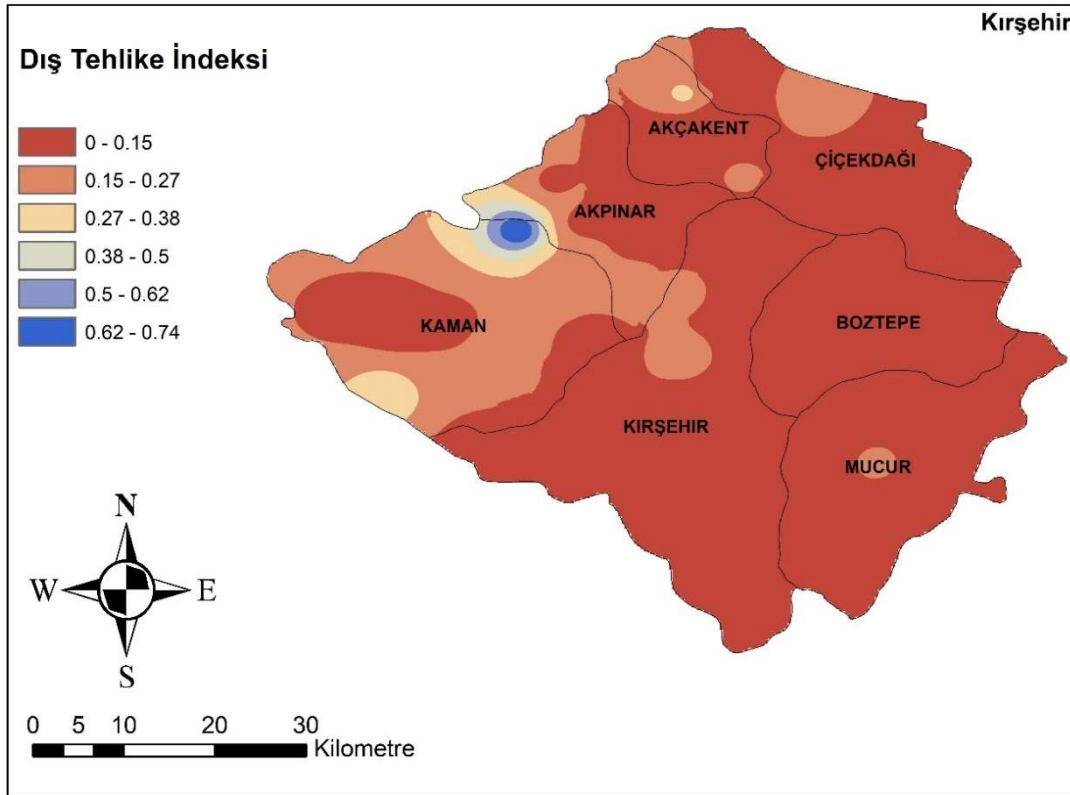 Kırşehir
Dış Tehlike İndeksi
0 - 0.15
0.15 - 0.27
0.27 - 0.38
0.38 - 0.5
0.5 - 0.62
0.62 - 0.74
AKÇAKENT
ÇİÇEKDAĞI
AKPINAR
KAMAN
BOZTEPE
KIRŞEHIR
MUCUR
N
W E
S
0 5 10 20 30
Kilometre